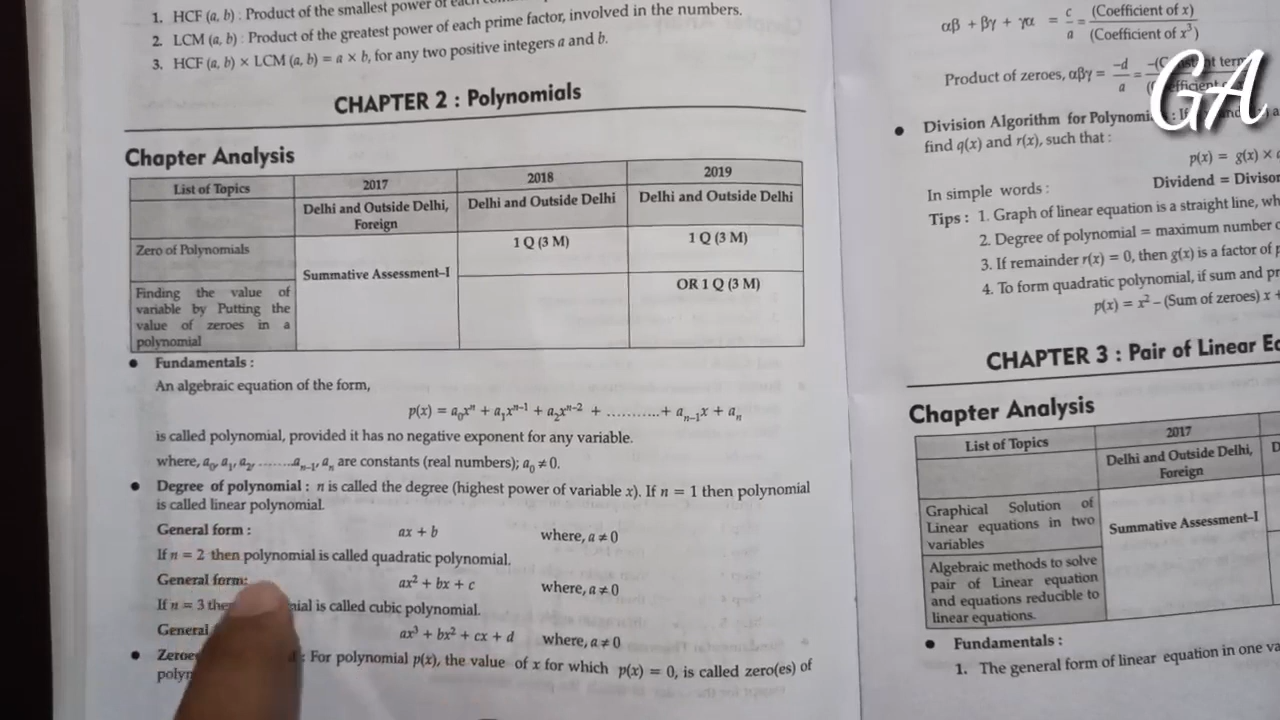 1. HCF (a, b) : Product of the smallest power of each
2. LCM (a, b) : Product of the greatest power of each prime factor, involved in the numbers.
3. HCF (a, b) × LCM (a, b) = a × b, for any two positive integers a and b.
CHAPTER 2 : Polynomials
Chapter Analysis
List of Topics 2017 2018 2019
Delhi and Outside Delhi, Foreign Delhi and Outside Delhi Delhi and Outside Delhi
Zero of Polynomials Summative Assessment–I 1 Q (3 M) 1 Q (3 M)
Finding the value of
variable by Putting the
value of zeroes in a
polynomial
OR 1 Q (3 M)
• Fundamentals :
An algebraic equation of the form,
p(x) = a₀xⁿ + a₁xⁿ⁻¹ + a₂xⁿ⁻² + ...........+ aₙ₋₁x + aₙ
is called polynomial, provided it has no negative exponent for any variable.
where, a₀, a₁, a₂, ........aₙ₋₁, aₙ are constants (real numbers); a₀ ≠ 0.
• Degree of polynomial : n is called the degree (highest power of variable x). If n = 1 then polynomial
is called linear polynomial.
General form : ax + b where, a ≠ 0
If n = 2 then polynomial is called quadratic polynomial.
General form: ax² + bx + c where, a ≠ 0
If n = 3 is called cubic polynomial.
General ax³ + bx² + cx + d where, a ≠ 0
• : For polynomial p(x), the value of x for which p(x) = 0, is called zero(es) of
αβ + βγ + γα = c/a = (Coefficient of x)/(Coefficient of x³)
Product of zeroes, αβγ = –d/a =
GA
• Division Algorithm for
find q(x) and r(x), such that :
p(x) = g(x) ×
In simple words : Dividend = Divisor
Tips : 1. Graph of linear equation is a straight line,
2. Degree of polynomial = maximum number
3. If remainder r(x) = 0, then g(x) is a factor of
4. To form quadratic polynomial, if sum and
p(x) = x² – (Sum of zeroes) x +
CHAPTER 3 : Pair of Linear
Chapter Analysis
List of Topics 2017
Delhi and Outside Delhi,
Foreign
Graphical Solution of
Linear equations in two
variables
Summative Assessment–I
Algebraic methods to solve
pair of Linear equation
and equations reducible to
linear equations.
• Fundamentals :
1. The general form of linear equation in one